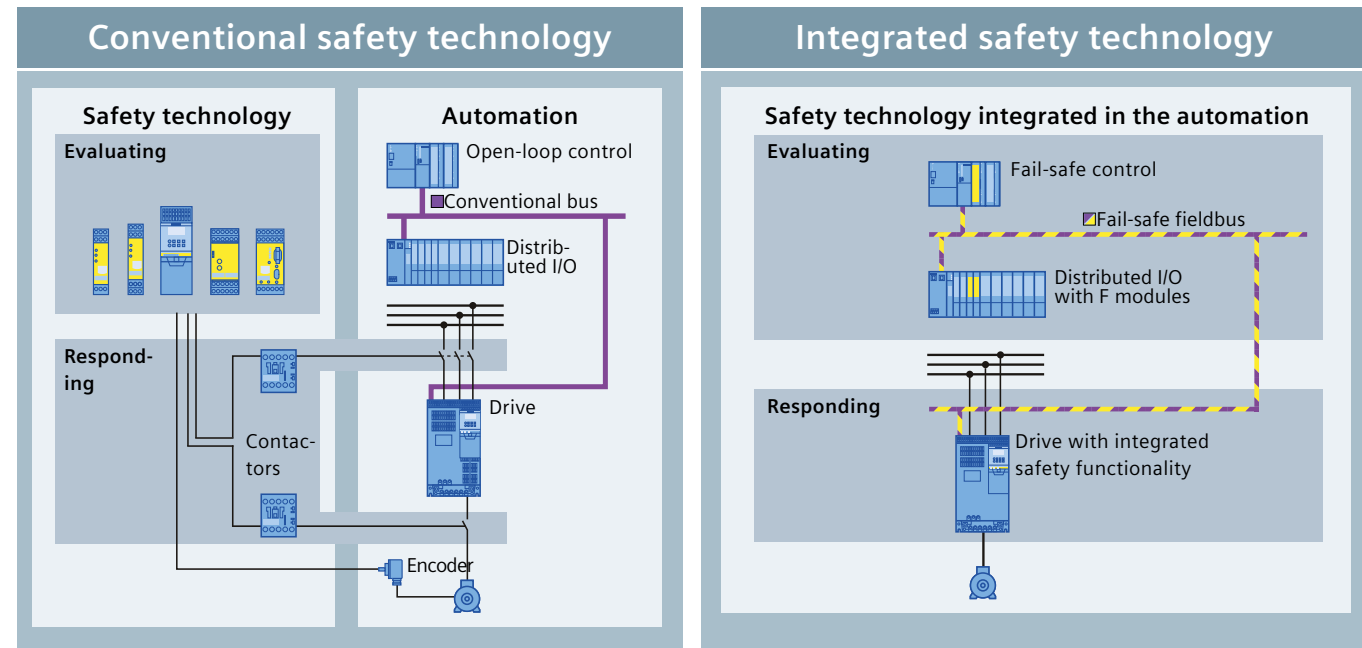 Conventional safety technology
Safety technology
Evaluating
Respond-
ing
Contac-
tors
Automation
Open-loop control
Conventional bus
Distrib-
uted I/O
Drive
Encoder
Integrated safety technology
Safety technology integrated in the automation
Evaluating
Fail-safe control
Fail-safe fieldbus
Distributed I/O
with F modules
Responding
Drive with integrated
safety functionality